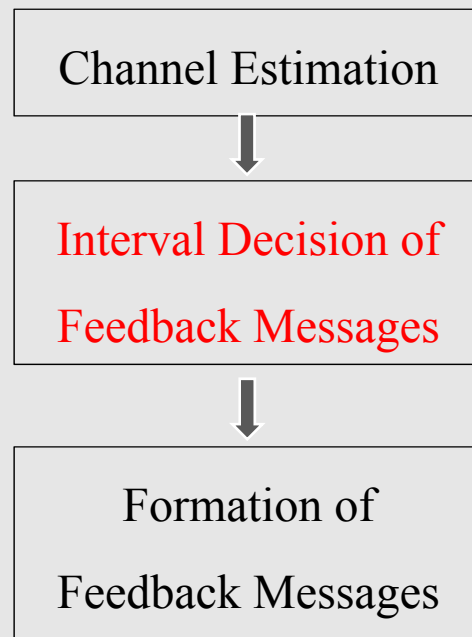 Channel Estimation
Interval Decision of
Feedback Messages
Formation of
Feedback Messages